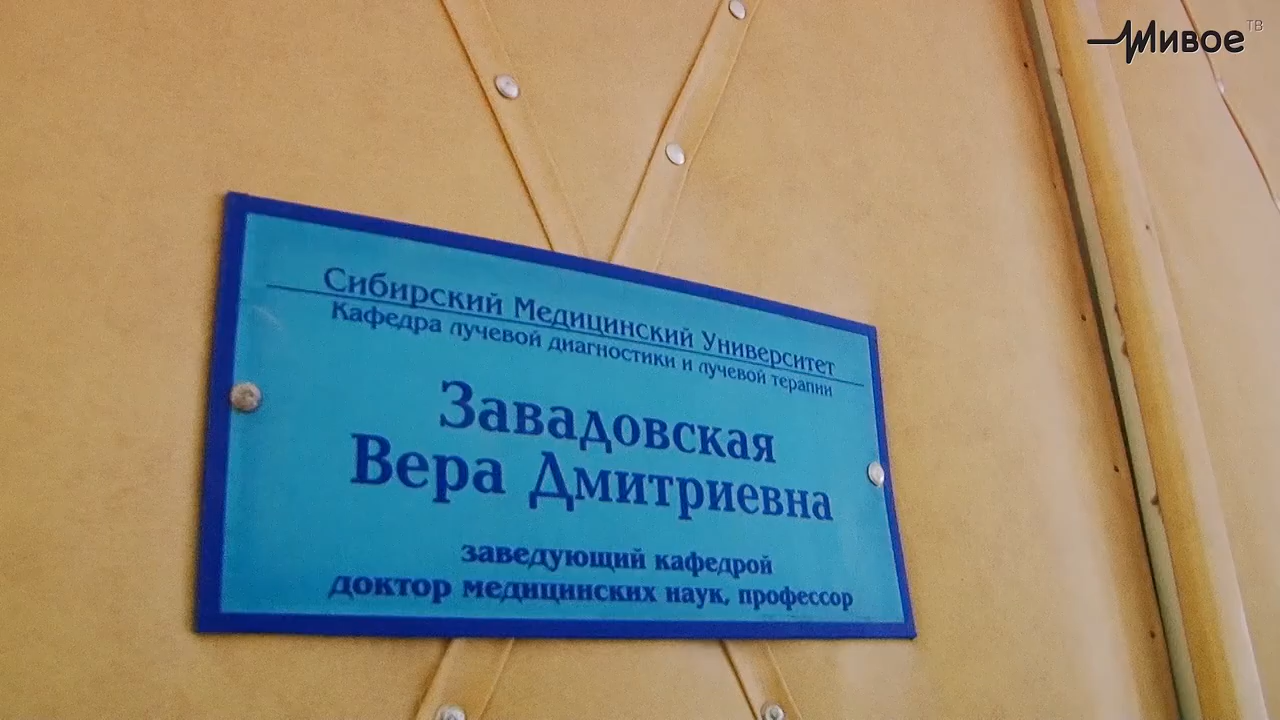 Живое ТВ
Сибирский Медицинский Университет
Кафедра лучевой диагностики и лучевой терапии
Завадовская
Вера Дмитриевна
заведующий кафедрой
доктор медицинских наук, профессор